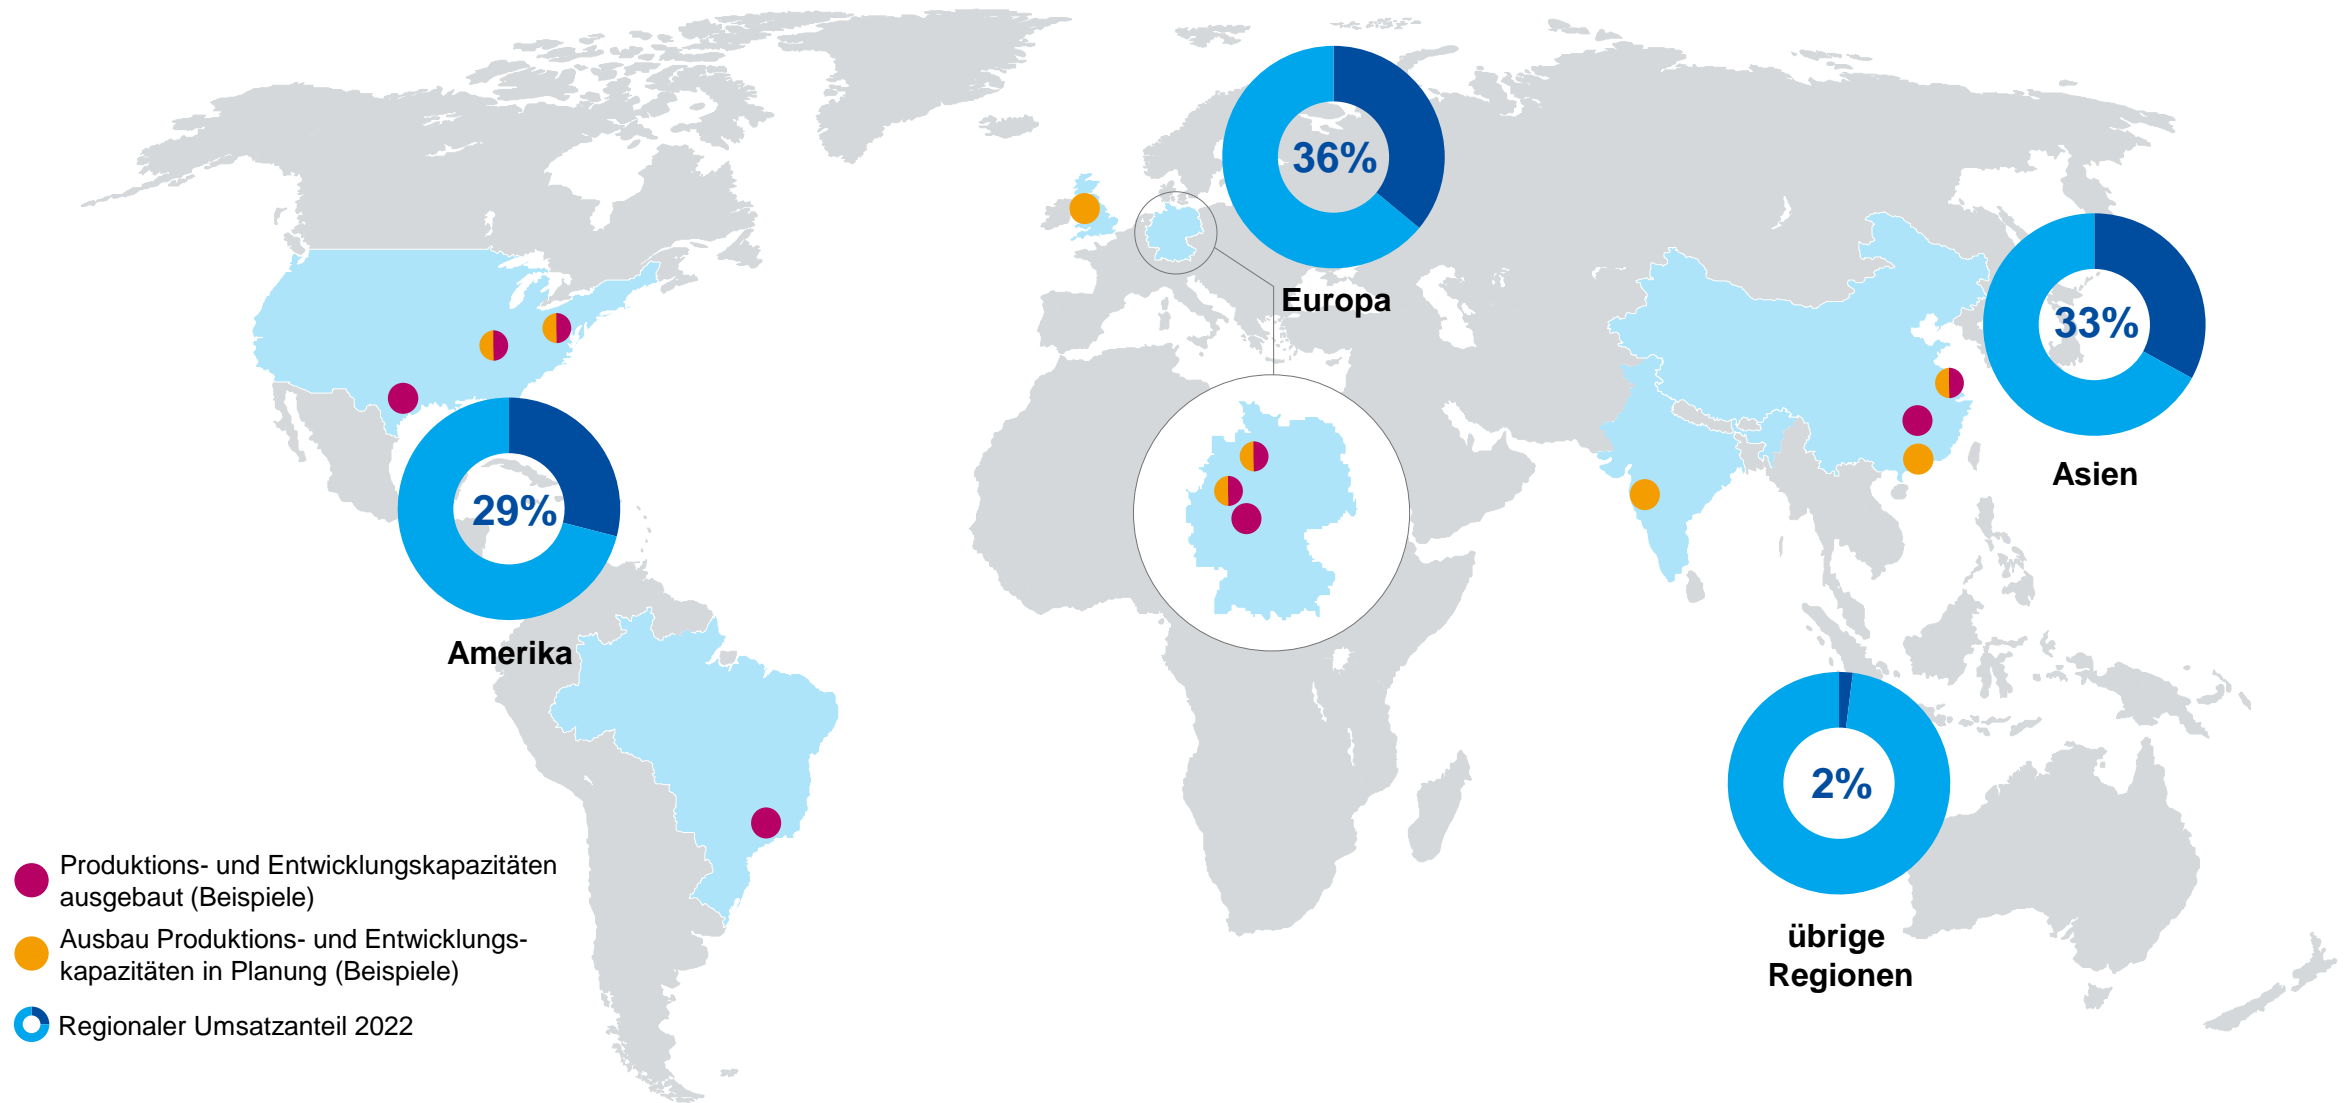 36%
Europa
33%
Asien
29%
Amerika
2%
übrige
Regionen
Produktions- und Entwicklungskapazitäten
ausgebaut (Beispiele)
Ausbau Produktions- und Entwicklungs-
kapazitäten in Planung (Beispiele)
Regionaler Umsatzanteil 2022